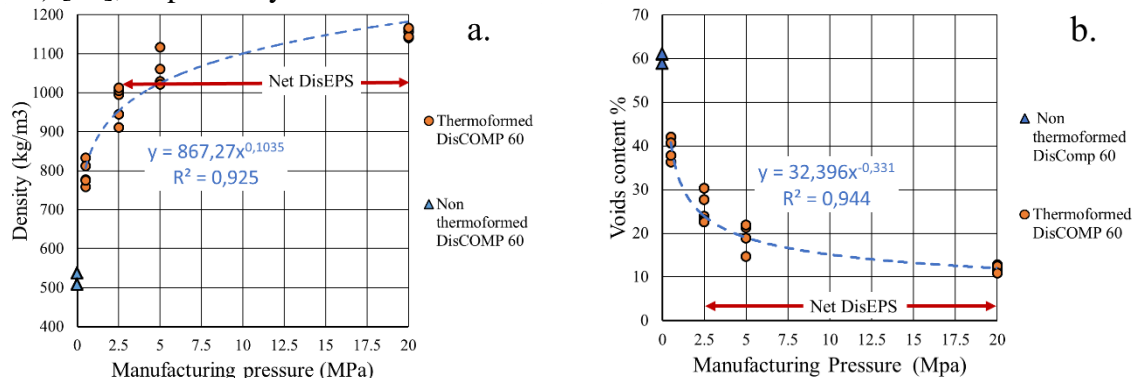 1200
1100
1000
900
800
700
600
500
400
0
2.5
5
7.5
10
12.5
15
17.5
20
Density (kg/m3)
Manufacturing pressure (MPa)
a.
Net DisEPS
y = 867,27x^0,1035
R² = 0,925
Thermoformed
DisCOMP 60
Non
thermoformed
DisCOMP 60
70
60
50
40
30
20
10
0
0
2.5
5
7.5
10
12.5
15
17.5
20
Voids content %
Manufacturing Pressure (Mpa)
b.
y = 32,396x^-0,331
R² = 0,944
Net DisEPS
Non
thermoformed
DisComp 60
Thermoformed
DisCOMP 60